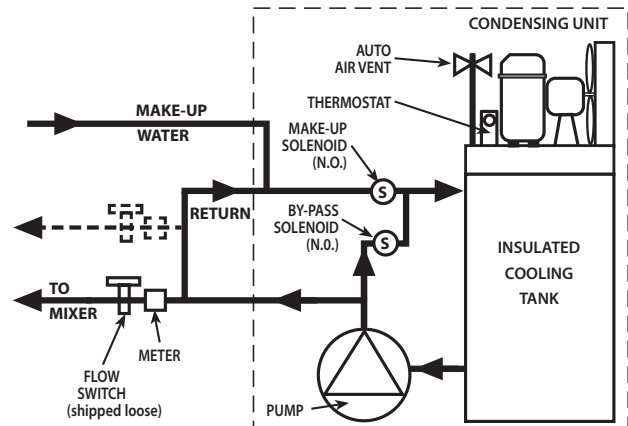 CONDENSING UNIT
AUTO
AIR VENT
THERMOSTAT
MAKE-UP
WATER
MAKE-UP
SOLENOID
(N.O.)
S
RETURN
BY-PASS
SOLENOID
(N.0.)
S
INSULATED
COOLING
TANK
TO
MIXER
METER
FLOW
SWITCH
(shipped loose)
PUMP